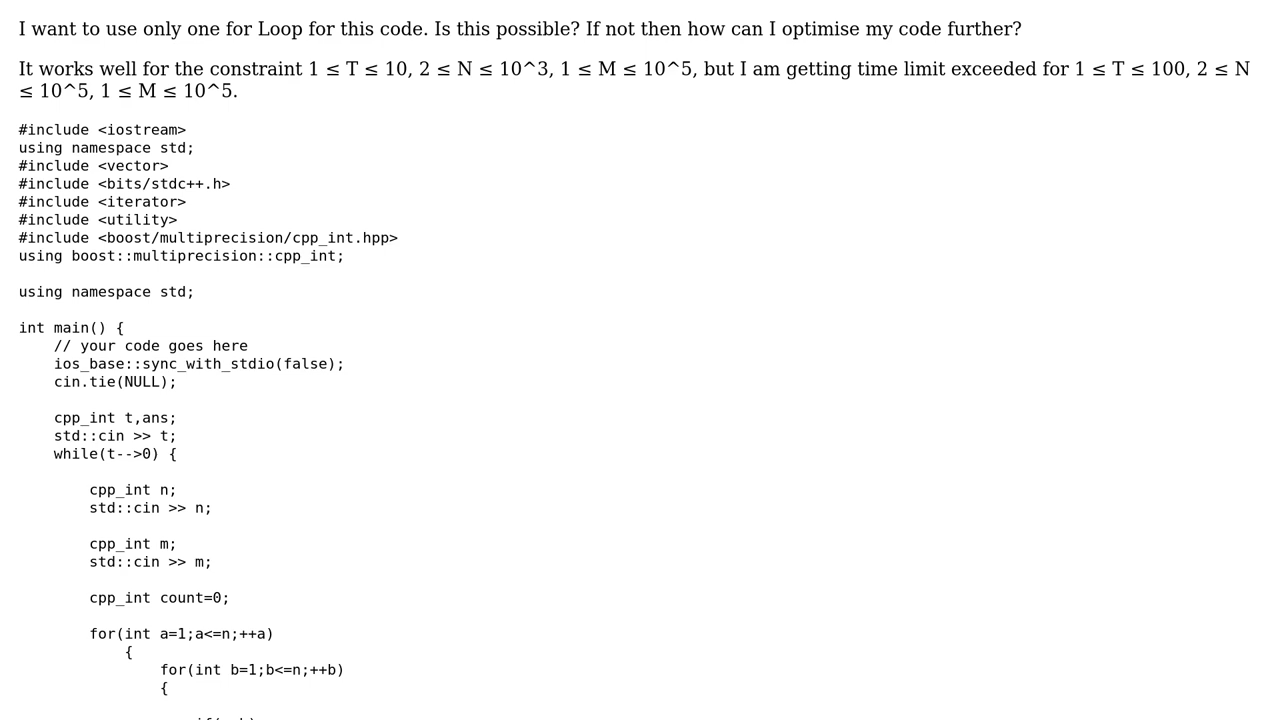 I want to use only one for Loop for this code. Is this possible? If not then how can I optimise my code further?
It works well for the constraint 1 ≤ T ≤ 10, 2 ≤ N ≤ 10^3, 1 ≤ M ≤ 10^5, but I am getting time limit exceeded for 1 ≤ T ≤ 100, 2 ≤ N
≤ 10^5, 1 ≤ M ≤ 10^5.
#include <iostream>
using namespace std;
#include <vector>
#include <bits/stdc++.h>
#include <iterator>
#include <utility>
#include <boost/multiprecision/cpp_int.hpp>
using boost::multiprecision::cpp_int;
using namespace std;
int main() {
// your code goes here
ios_base::sync_with_stdio(false);
cin.tie(NULL);
cpp_int t,ans;
std::cin >> t;
while(t-->0) {
cpp_int n;
std::cin >> n;
cpp_int m;
std::cin >> m;
cpp_int count=0;
for(int a=1;a<=n;++a)
{
for(int b=1;b<=n;++b)
{